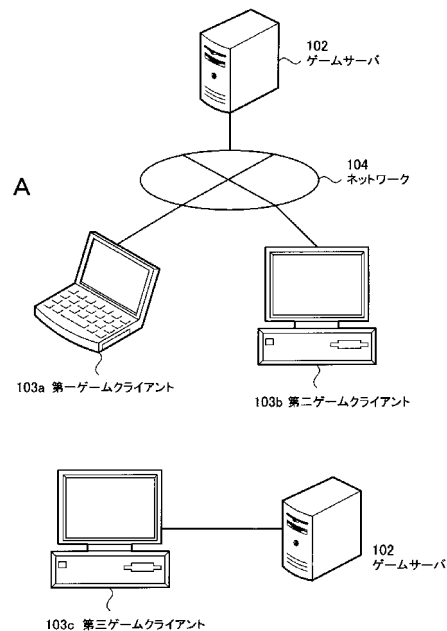 102
ゲームサーバ
104
ネットワーク
A
103a 第一ゲームクライアント
103b 第二ゲームクライアント
102
ゲームサーバ
103c 第三ゲームクライアント